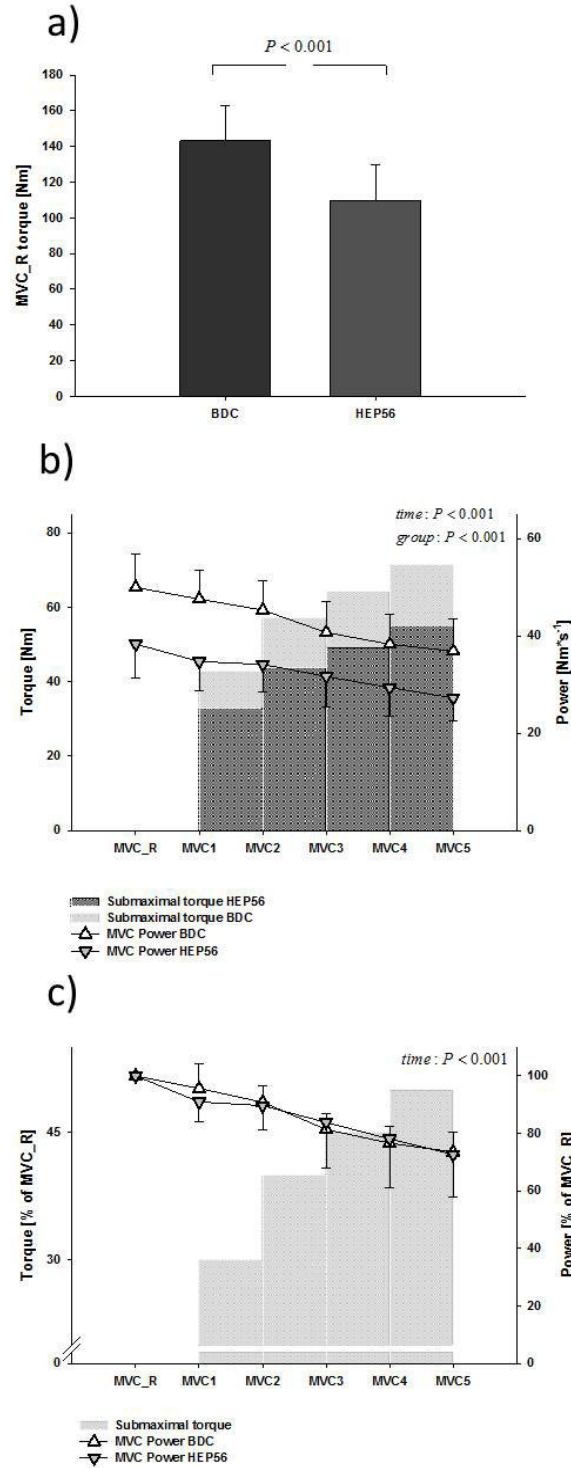 a)
P < 0.001
180
160
140
120
100
80
60
40
20
0
MVC_R torque [Nm]
BDC HEP56
b)
time : P < 0.001
group : P < 0.001
80
60
40
20
0
Torque [Nm]
60
40
20
0
Power [Nm*s⁻¹]
MVC_R MVC1 MVC2 MVC3 MVC4 MVC5
Submaximal torque HEP56
Submaximal torque BDC
MVC Power BDC
MVC Power HEP56
c)
time : P < 0.001
45
30
0
Torque [% of MVC_R]
100
80
60
40
20
0
Power [% of MVC_R]
MVC_R MVC1 MVC2 MVC3 MVC4 MVC5
Submaximal torque
MVC Power BDC
MVC Power HEP56